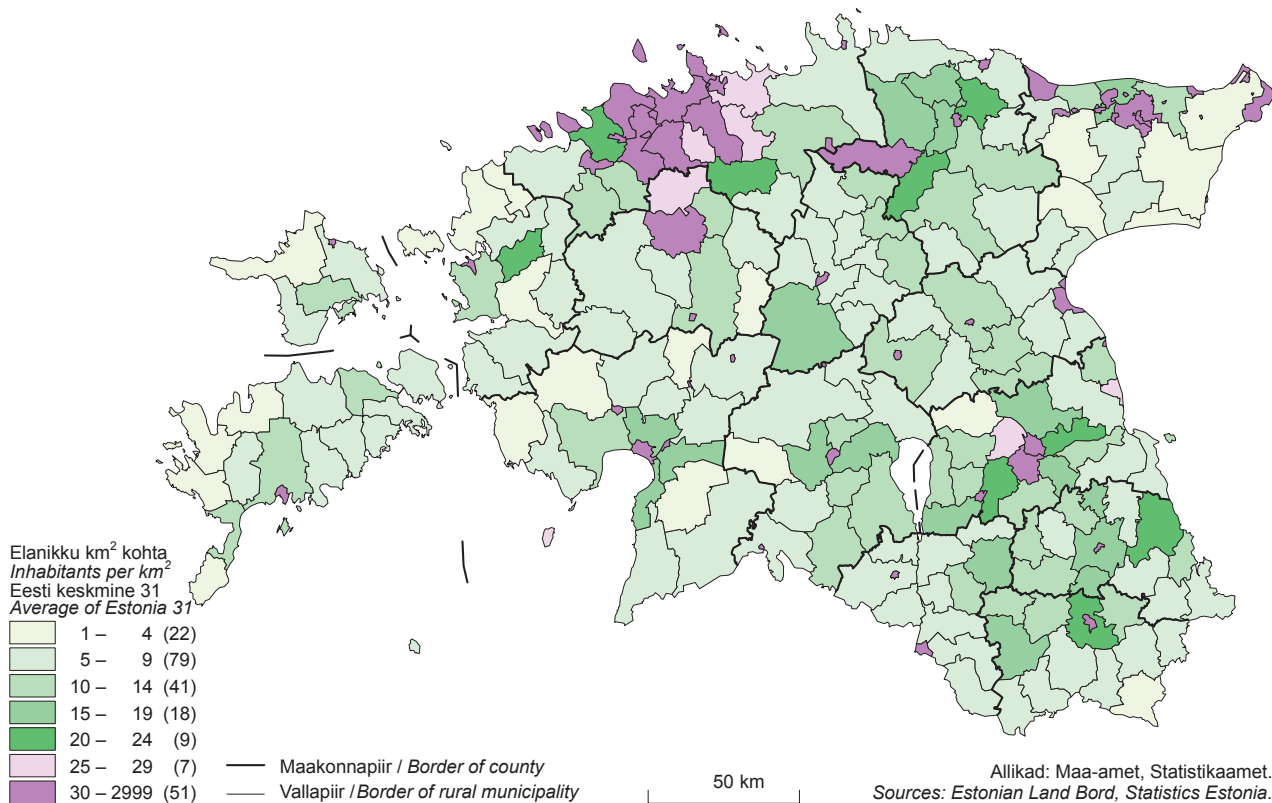 Elanikku km² kohta
Inhabitants per km²
Eesti keskmine 31
Average of Estonia 31
1 – 4 (22)
5 – 9 (79)
10 – 14 (41)
15 – 19 (18)
20 – 24 (9)
25 – 29 (7)
30 – 2999 (51)
Maakonnapiir / Border of county
Vallapiir / Border of rural municipality
50 km
Allikad: Maa-amet, Statistikaamet.
Sources: Estonian Land Bord, Statistics Estonia.